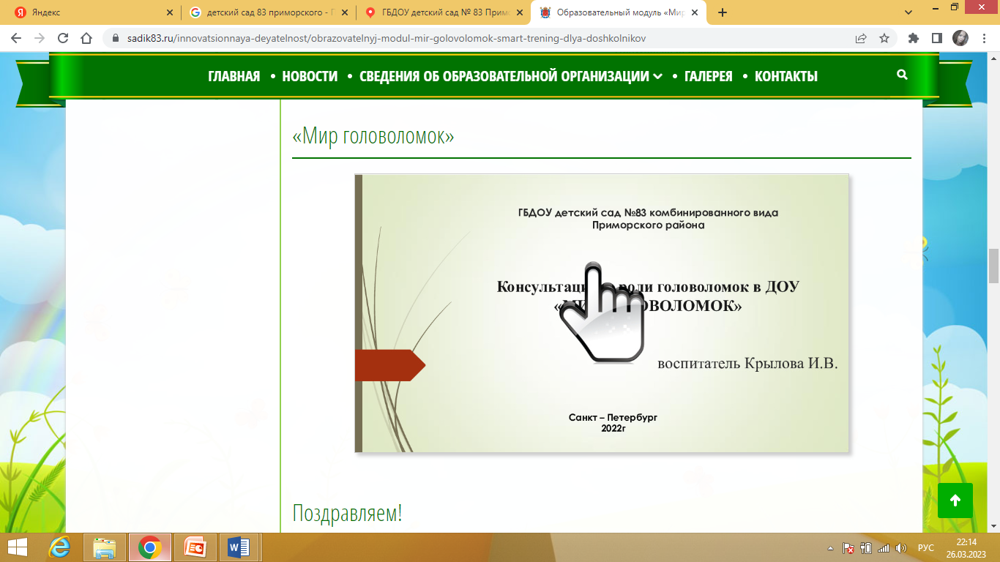 Яндекс
детский сад 83 приморского - Г
ГБДОУ детский сад № 83 Прим
Образовательный модуль «Мир
sadik83.ru/innovatsionnaya-deyatelnost/obrazovatelnyj-modul-mir-golovolomok-smart-trening-dlya-doshkolnikov
ГЛАВНАЯ • НОВОСТИ • СВЕДЕНИЯ ОБ ОБРАЗОВАТЕЛЬНОЙ ОРГАНИЗАЦИИ • ГАЛЕРЕЯ • КОНТАКТЫ
«Мир головоломок»
ГБДОУ детский сад №83 комбинированного вида
Приморского района
роли головоломок в ДОУ
воспитатель Крылова И.В.
Санкт – Петербург
2022г
Поздравляем!
РУС
22:14
26.03.2023